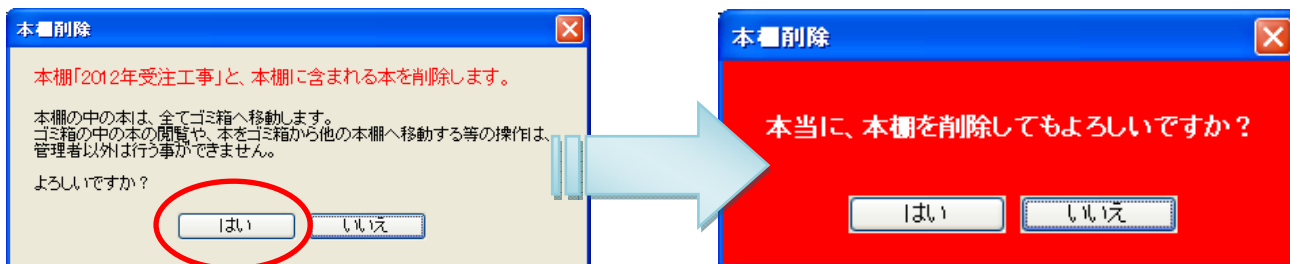 本棚削除
本棚「2012年受注工事」と、本棚に含まれる本を削除します。
本棚の中の本は、全てゴミ箱へ移動します。
ゴミ箱の中の本の閲覧や、本をゴミ箱から他の本棚へ移動する等の操作は、
管理者以外は行う事ができません。
よろしいですか？
はい
いいえ
本棚削除
本当に、本棚を削除してもよろしいですか？
はい
いいえ